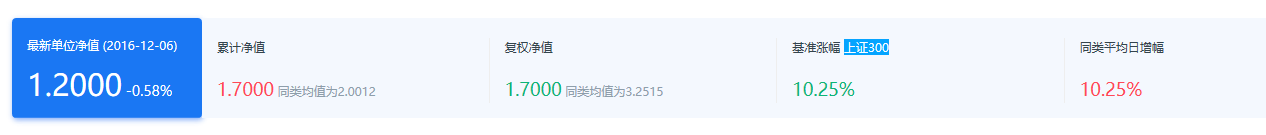 最新单位净值 (2016-12-06)
1.2000 -0.58%
累计净值
1.7000 同类均值为2.0012
复权净值
1.7000 同类均值为3.2515
基准涨幅 上证300
10.25%
同类平均日增幅
10.25%